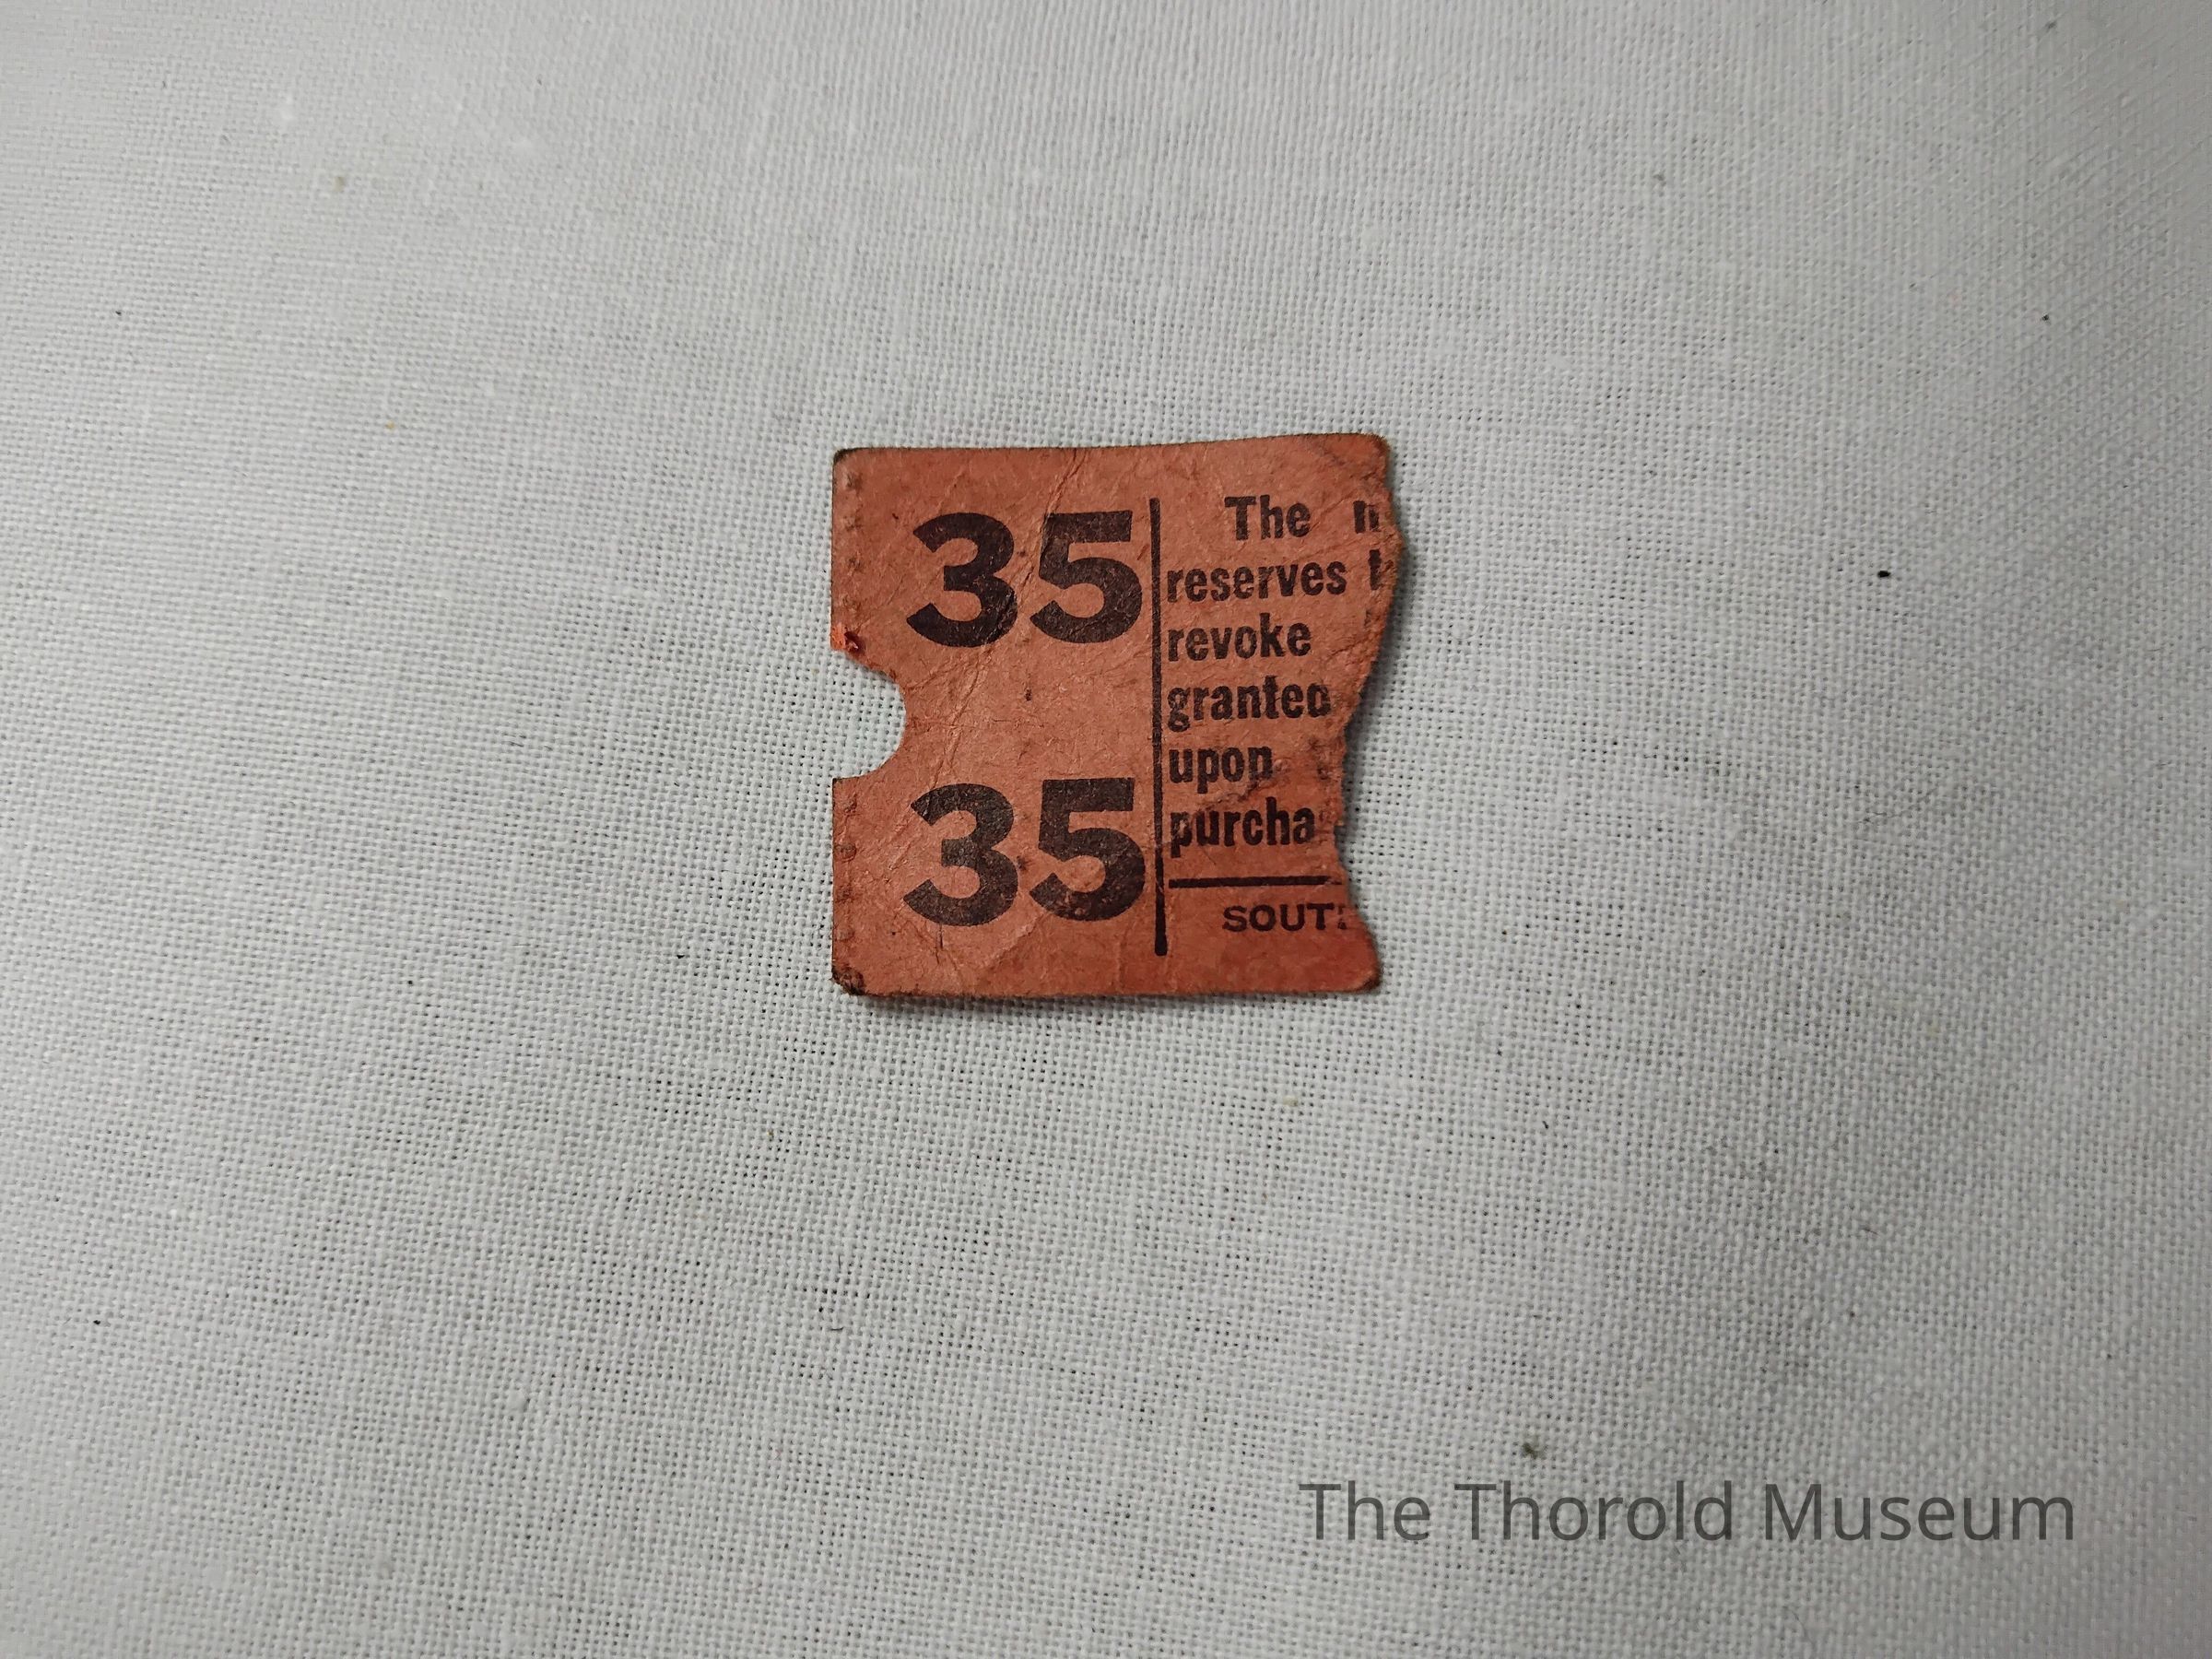 35
35
The
reserves
revoke
granted
upon
purcha
SOUT
The Thorold Museum